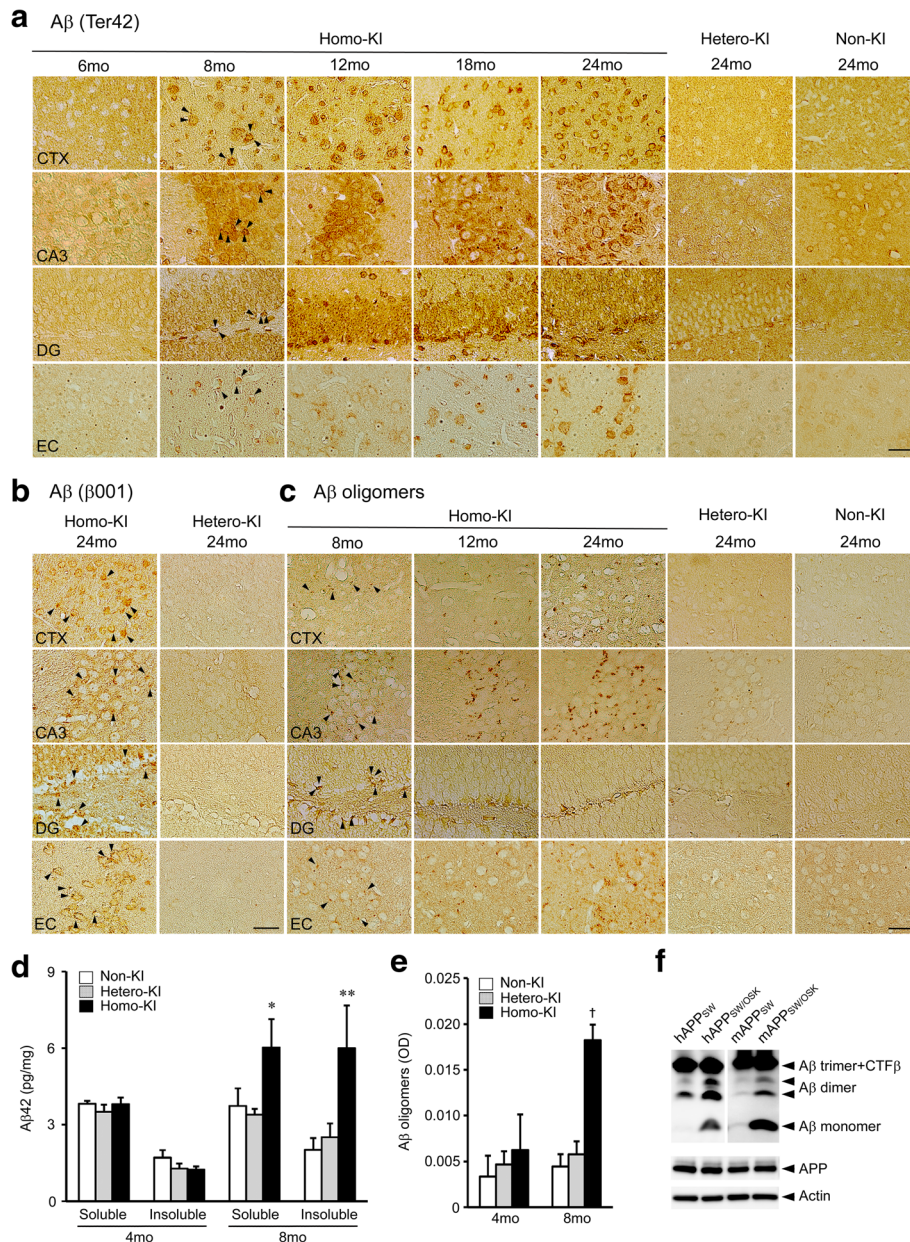 a Aβ (Ter42)
Homo-KI Hetero-KI Non-KI
6mo 8mo 12mo 18mo 24mo 24mo 24mo
CTX
CA3
DG
EC
b Aβ (β001) c Aβ oligomers
Homo-KI Hetero-KI Homo-KI Hetero-KI Non-KI
24mo 24mo 8mo 12mo 24mo 24mo 24mo
CTX CTX
CA3 CA3
DG DG
EC EC
d
Aβ42 (pg/mg)
9
6
3
0
Non-KI
Hetero-KI
Homo-KI
*
**
Soluble Insoluble Soluble Insoluble
4mo 8mo
e
Aβ oligomers (OD)
0.025
0.020
0.015
0.010
0.005
0
Non-KI
Hetero-KI
Homo-KI
†
4mo 8mo
f
hAPPSW hAPPSW/OSK mAPPSW mAPPSW/OSK
Aβ trimer+CTFβ
Aβ dimer
Aβ monomer
APP
Actin